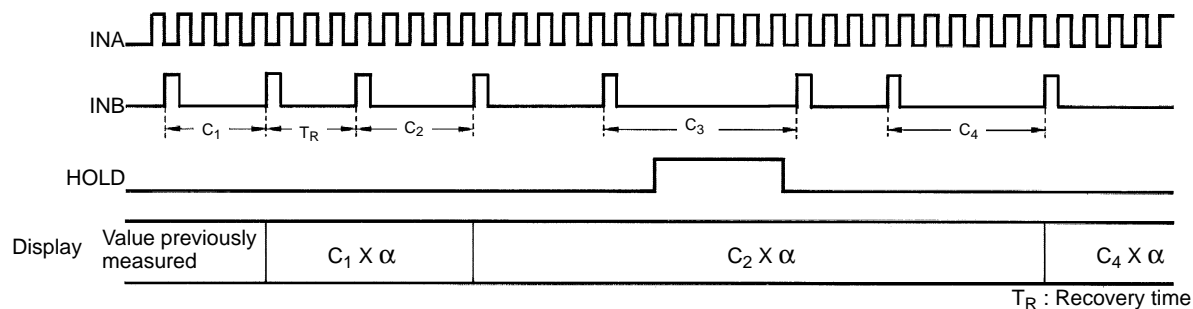 INA
INB
C1 TR C2 C3 C4
HOLD
Display Value previously measured C1 X α C2 X α C4 X α
TR : Recovery time